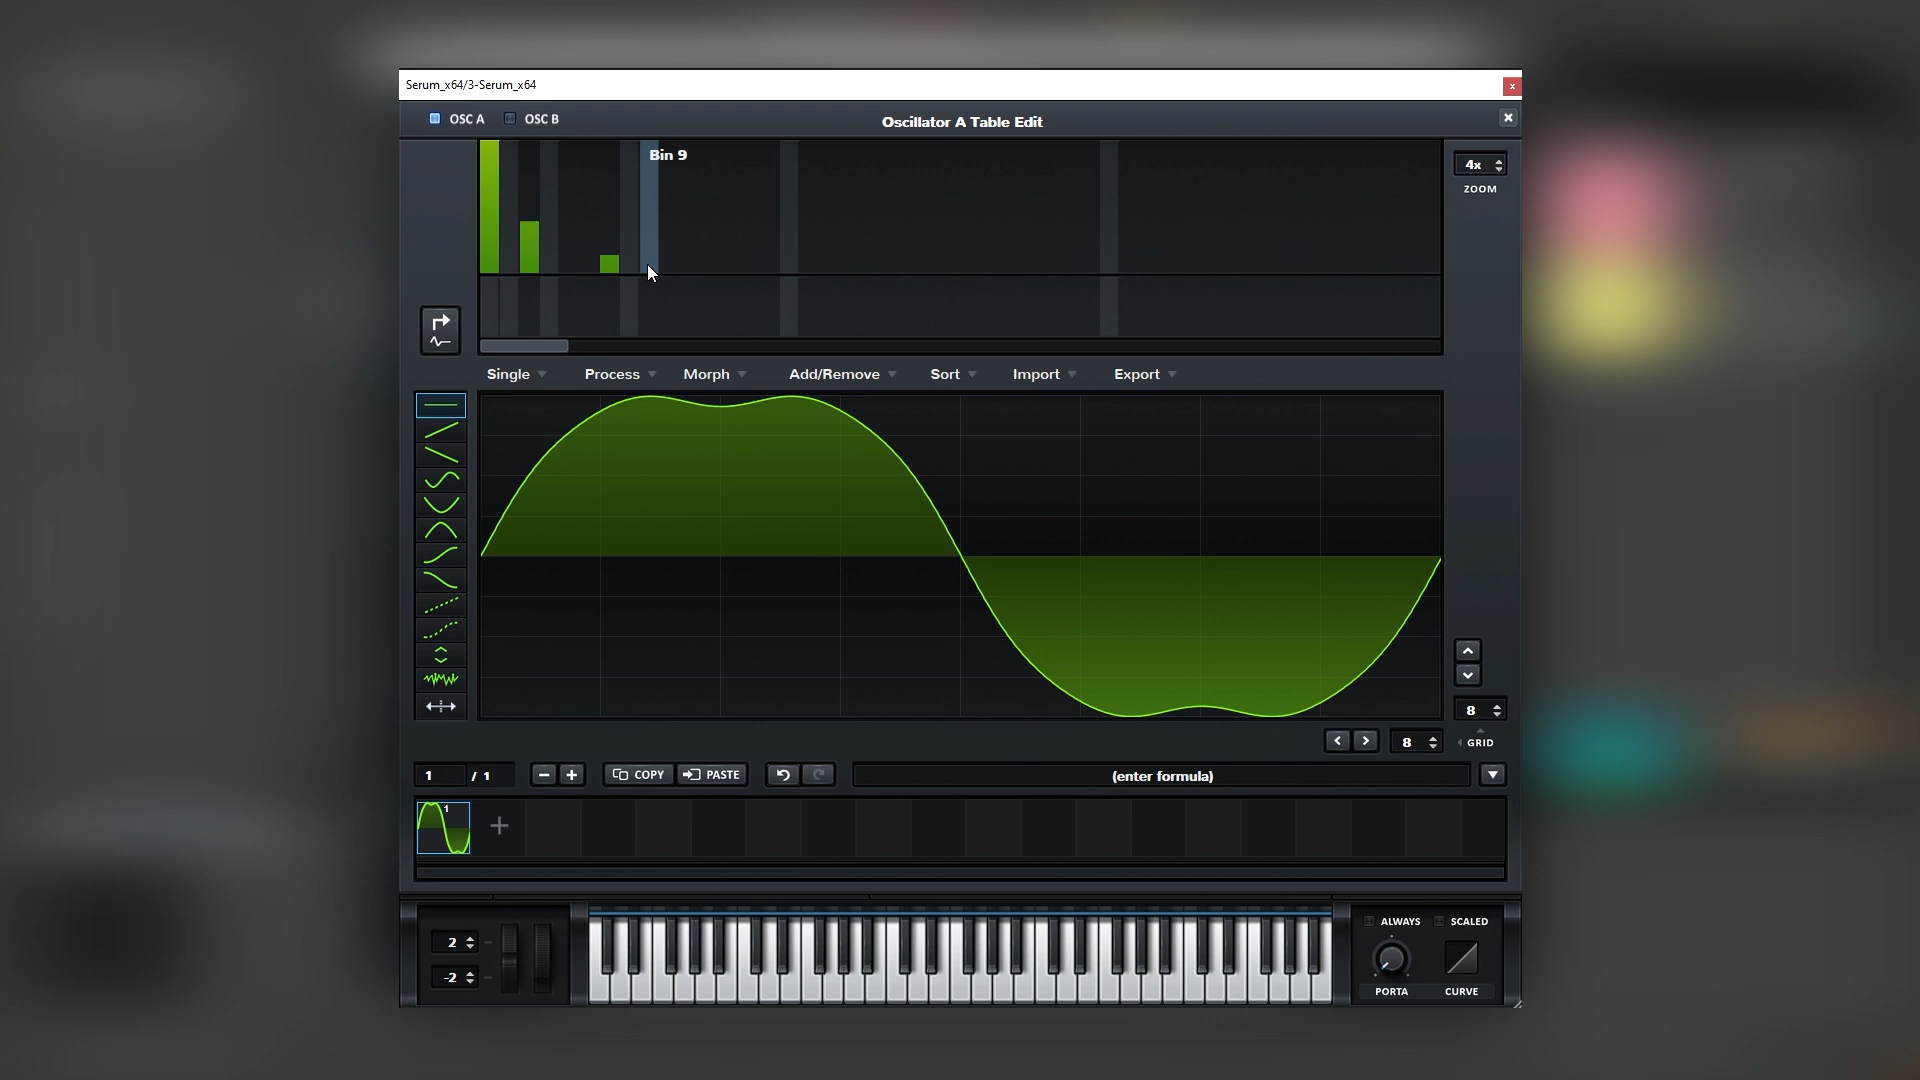 Serum_x64/3-Serum_x64
x
OSC A
OSC B
Oscillator A Table Edit
Bin 9
4x
ZOOM
Single
Process
Morph
Add/Remove
Sort
Import
Export
8
8
GRID
1
/ 1
COPY
PASTE
(enter formula)
1
2
-2
ALWAYS
SCALED
PORTA
CURVE